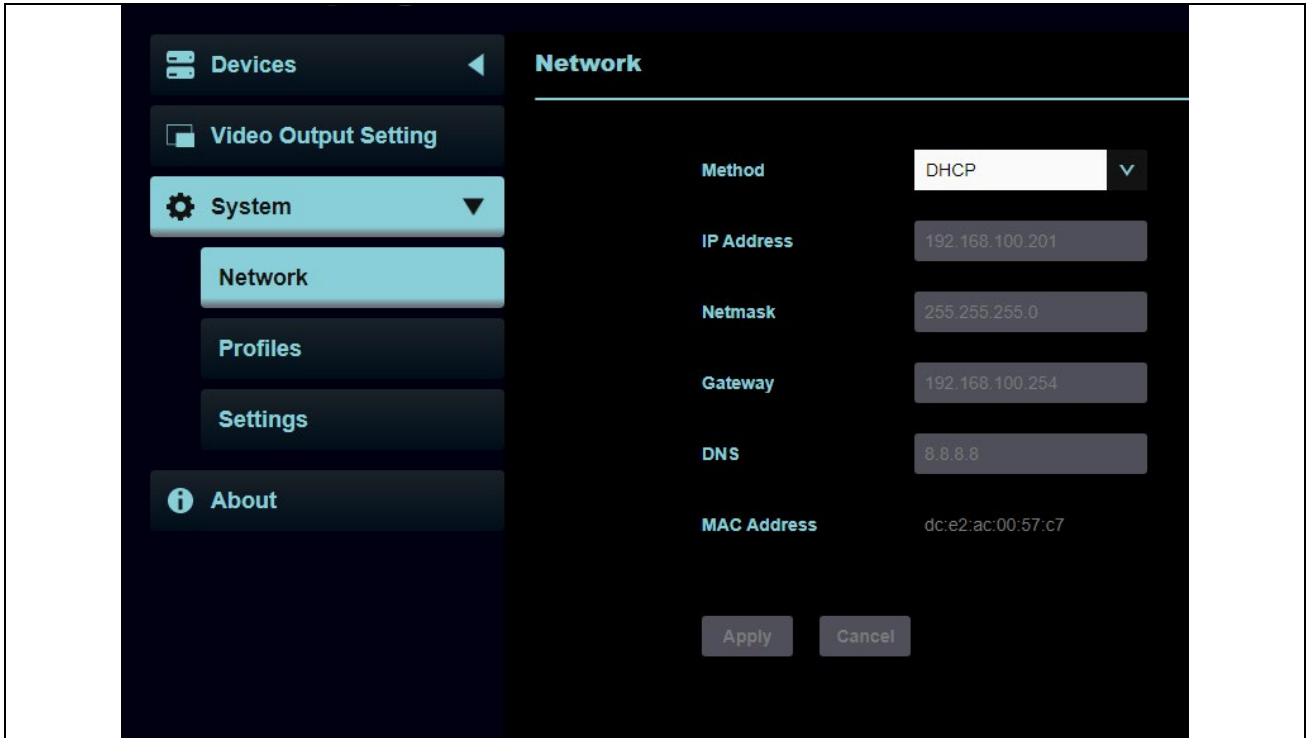 Devices
Video Output Setting
System
Network
Profiles
Settings
About
Network
Method DHCP
IP Address 192.168.100.201
Netmask 255.255.255.0
Gateway 192.168.100.254
DNS 8.8.8.8
MAC Address dc:e2:ac:00:57:c7
Apply Cancel